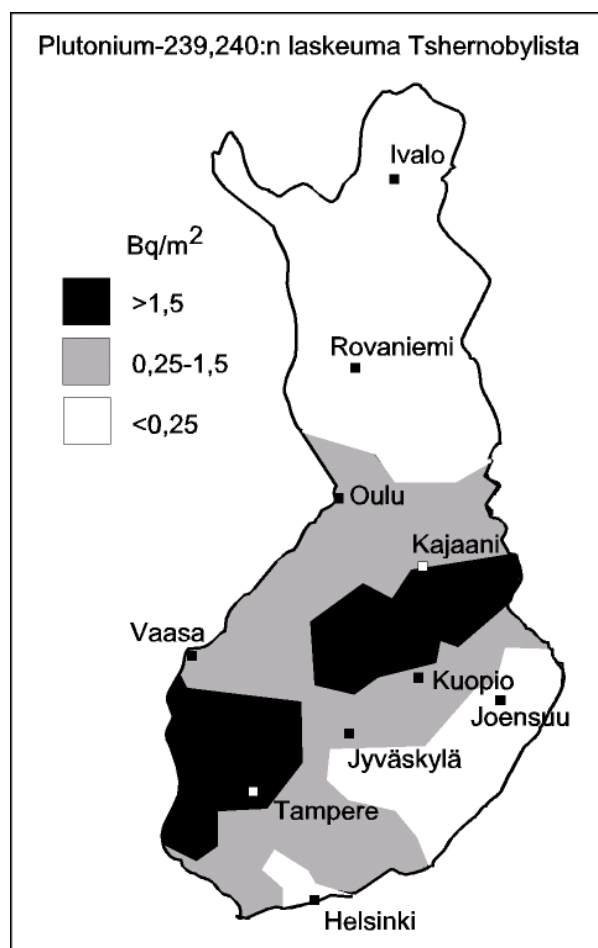 Plutonium-239,240:n laskeuma Tshernobylista
Ivalo
Bq/m²
>1,5
0,25-1,5
<0,25
Rovaniemi
Oulu
Kajaani
Vaasa
Kuopio
Joensuu
Jyväskylä
Tampere
Helsinki